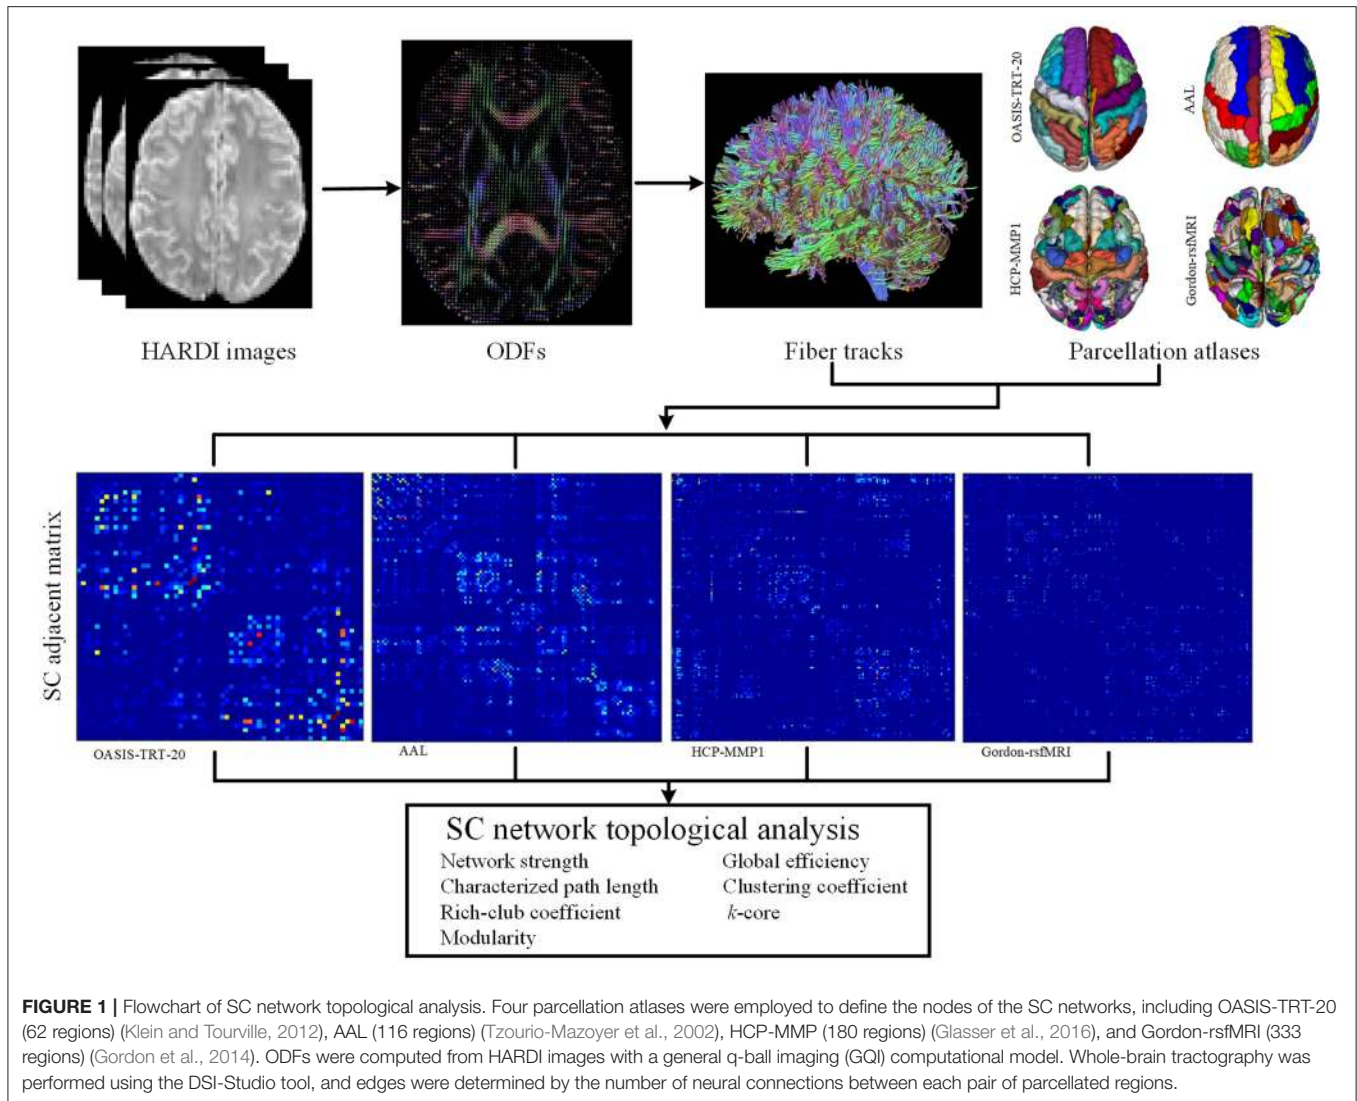 OASIS-TRT-20
AAL
HCP-MMP1
Gordon-rsfMRI
HARDI images
ODFs
Fiber tracks
Parcellation atlases
SC adjacent matrix
OASIS-TRT-20
AAL
HCP-MMP1
Gordon-rsfMRI
SC network topological analysis
Network strength
Global efficiency
Characterized path length
Clustering coefficient
Rich-club coefficient
k-core
Modularity
FIGURE 1 | Flowchart of SC network topological analysis. Four parcellation atlases were employed to define the nodes of the SC networks, including OASIS-TRT-20
(62 regions) (Klein and Tourville, 2012), AAL (116 regions) (Tzourio-Mazoyer et al., 2002), HCP-MMP (180 regions) (Glasser et al., 2016), and Gordon-rsfMRI (333
regions) (Gordon et al., 2014). ODFs were computed from HARDI images with a general q-ball imaging (GQI) computational model. Whole-brain tractography was
performed using the DSI-Studio tool, and edges were determined by the number of neural connections between each pair of parcellated regions.